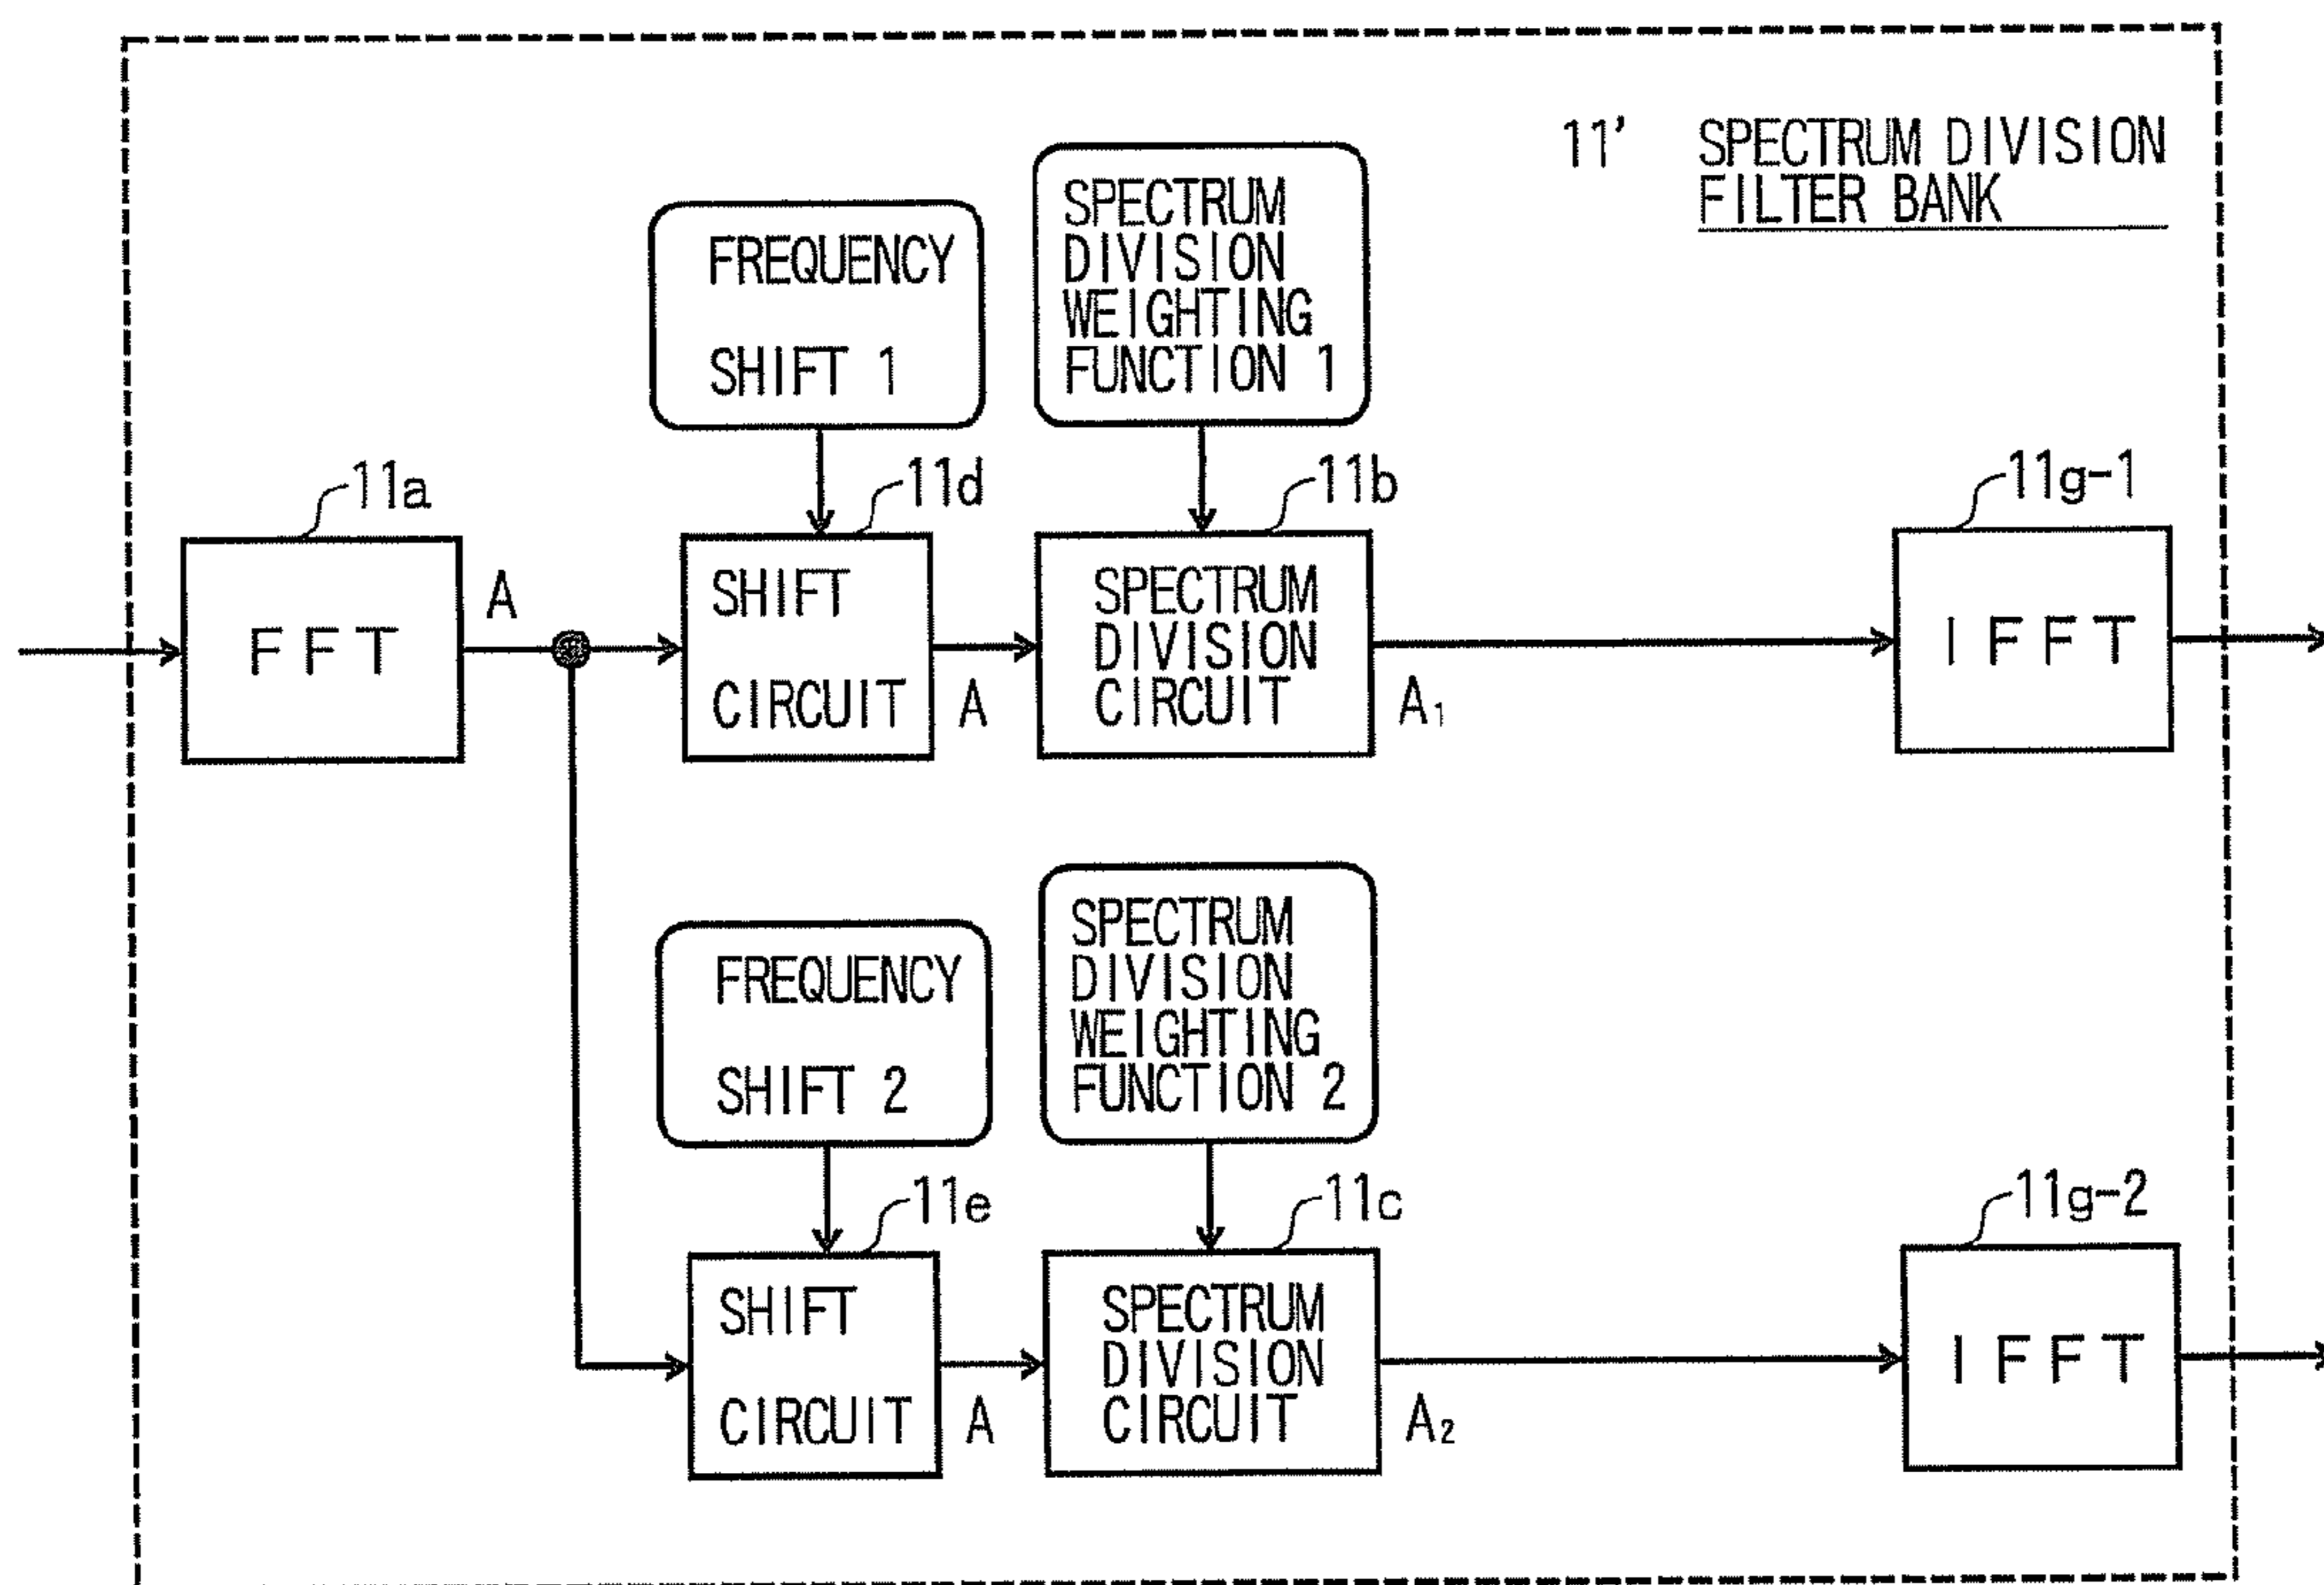 11' SPECTRUM DIVISION
FILTER BANK
FREQUENCY
SHIFT 1
SPECTRUM
DIVISION
WEIGHTING
FUNCTION 1
11a
11d
11b
11g-1
FFT
A
SHIFT
CIRCUIT
A
SPECTRUM
DIVISION
CIRCUIT
A₁
IFFT
FREQUENCY
SHIFT 2
SPECTRUM
DIVISION
WEIGHTING
FUNCTION 2
11e
11c
11g-2
SHIFT
CIRCUIT
A
SPECTRUM
DIVISION
CIRCUIT
A₂
IFFT